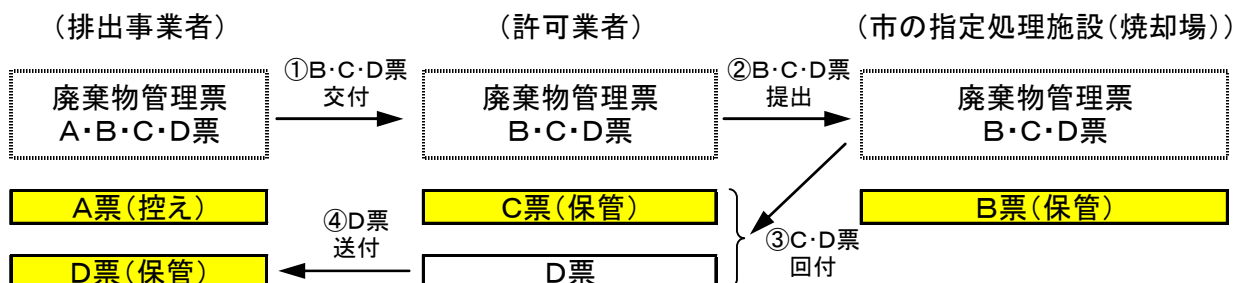 (排出事業者)
(許可業者)
(市の指定処理施設(焼却場))
廃棄物管理票
A・B・C・D票
①B・C・D票
交付
廃棄物管理票
B・C・D票
②B・C・D票
提出
廃棄物管理票
B・C・D票
A票(控え)
④D票
送付
C票(保管)
③C・D票
回付
B票(保管)
D票(保管)
D票